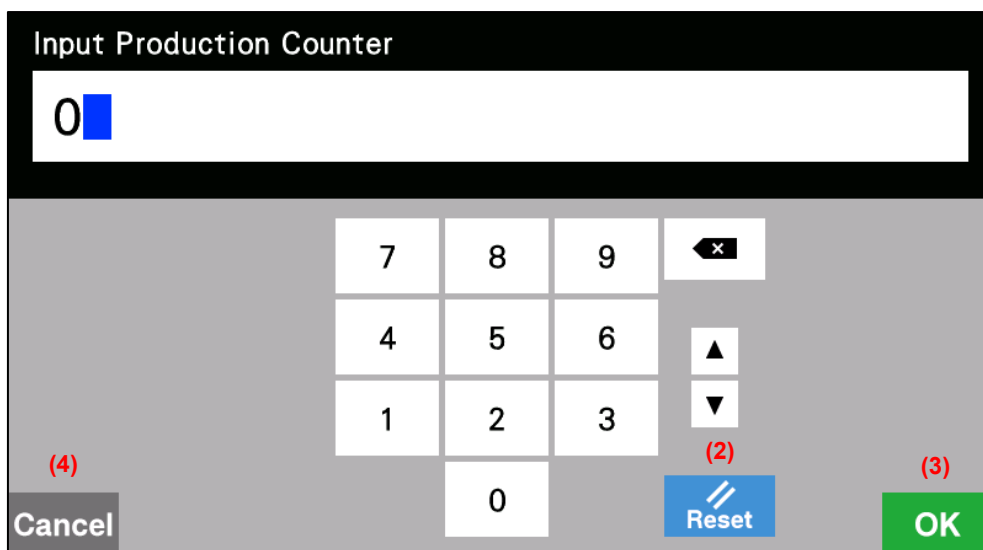 Input Production Counter
0
7 8 9
4 5 6
1 2 3
(2)
(4)
(3)
0
Reset
Cancel
OK